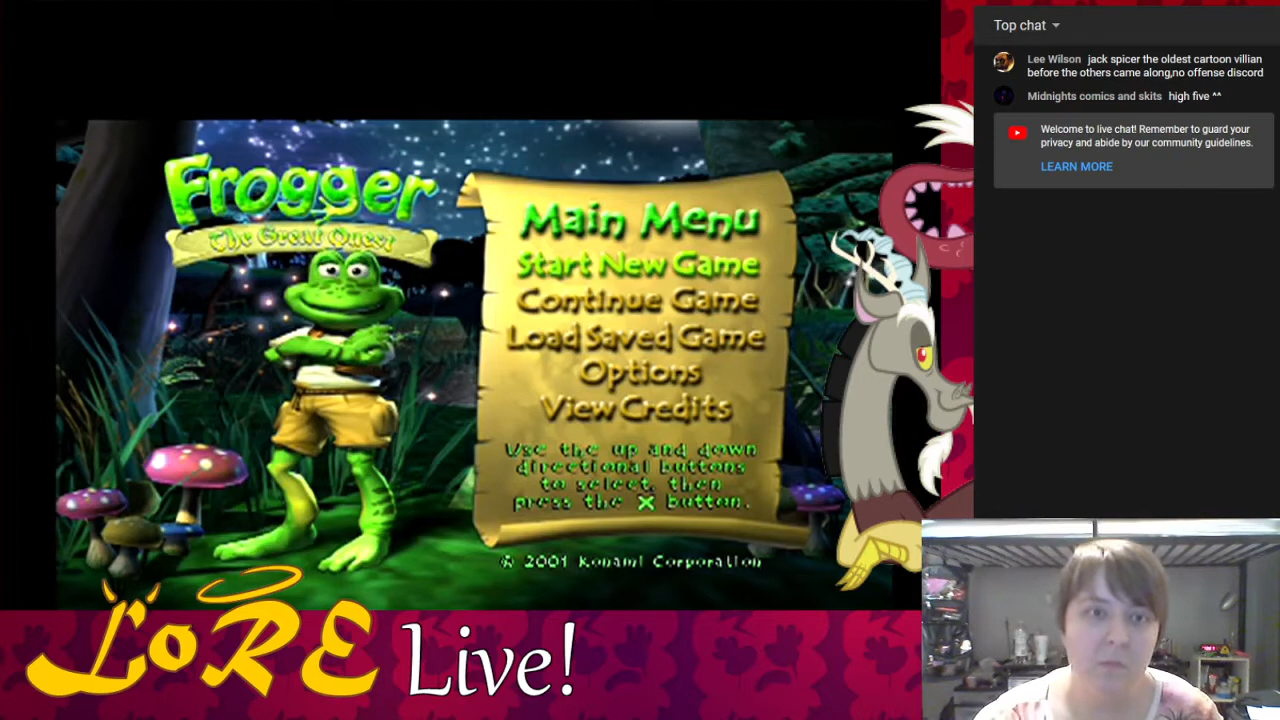 Top chat
Lee Wilson jack spicer the oldest cartoon villian
before the others came along,no offense discord
Midnights comics and skits high five ^^
Welcome to live chat! Remember to guard your
privacy and abide by our community guidelines.
LEARN MORE
Frogger
The Great Quest
Main Menu
Start New Game
Continue Game
Load Saved Game
Options
View Credits
Use the up and down
directional buttons
to select, then
press the X button.
© 2001 Konami Corporation
LoRE Live!